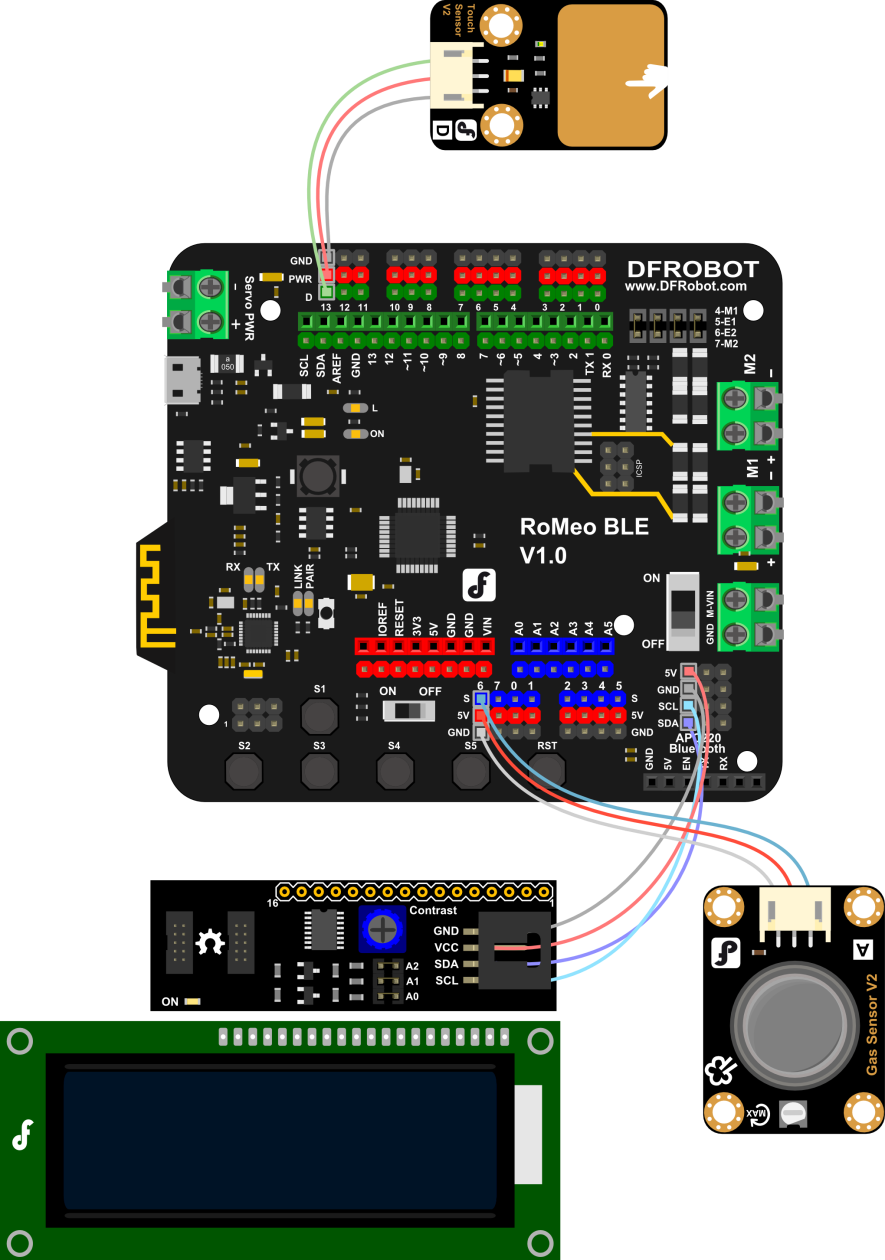 Touch
Sensor
V2
D
GND
PWR
D
13 12 11 10 9 8 7 6 5 4 3 2 1 0
DFROBOT
www.DFRobot.com
Servo PWR
-
+
4-M1
5-E1
6-E2
7-M2
SCL
SDA
AREF
GND
13
12
~11
~10
~9
8
7
~6
~5
4
~3
2
TX 1
RX 0
a
050
L
ON
M2
-
+
M1
-
+
ICSP
RoMeo BLE
V1.0
RX TX
LINK
PAIR
ON
OFF
M-VIN
GND
IOREF
RESET
3V3
5V
GND
GND
VIN
A0
A1
A2
A3
A4
A5
S1
ON OFF
6 7 0 1 2 3 4 5
S
5V
GND
S
5V
GND
5V
GND
SCL
SDA
1
S2 S3 S4 S5 RST
APC220
Bluetooth
GND
5V
EN
RX
16 1
Contrast
GND
VCC
SDA
SCL
A2
A1
A0
ON
A
Gas Sensor V2
MAX